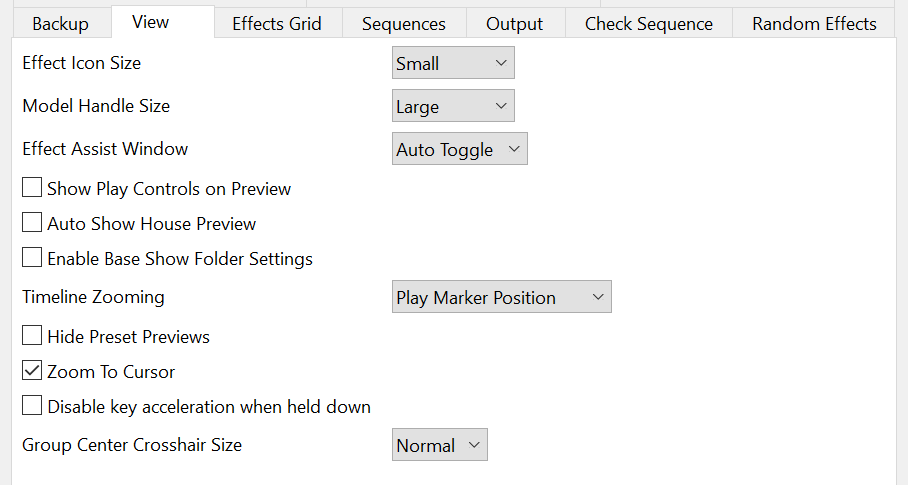 Backup View Effects Grid Sequences Output Check Sequence Random Effects
Effect Icon Size Small
Model Handle Size Large
Effect Assist Window Auto Toggle
Show Play Controls on Preview
Auto Show House Preview
Enable Base Show Folder Settings
Timeline Zooming Play Marker Position
Hide Preset Previews
Zoom To Cursor
Disable key acceleration when held down
Group Center Crosshair Size Normal